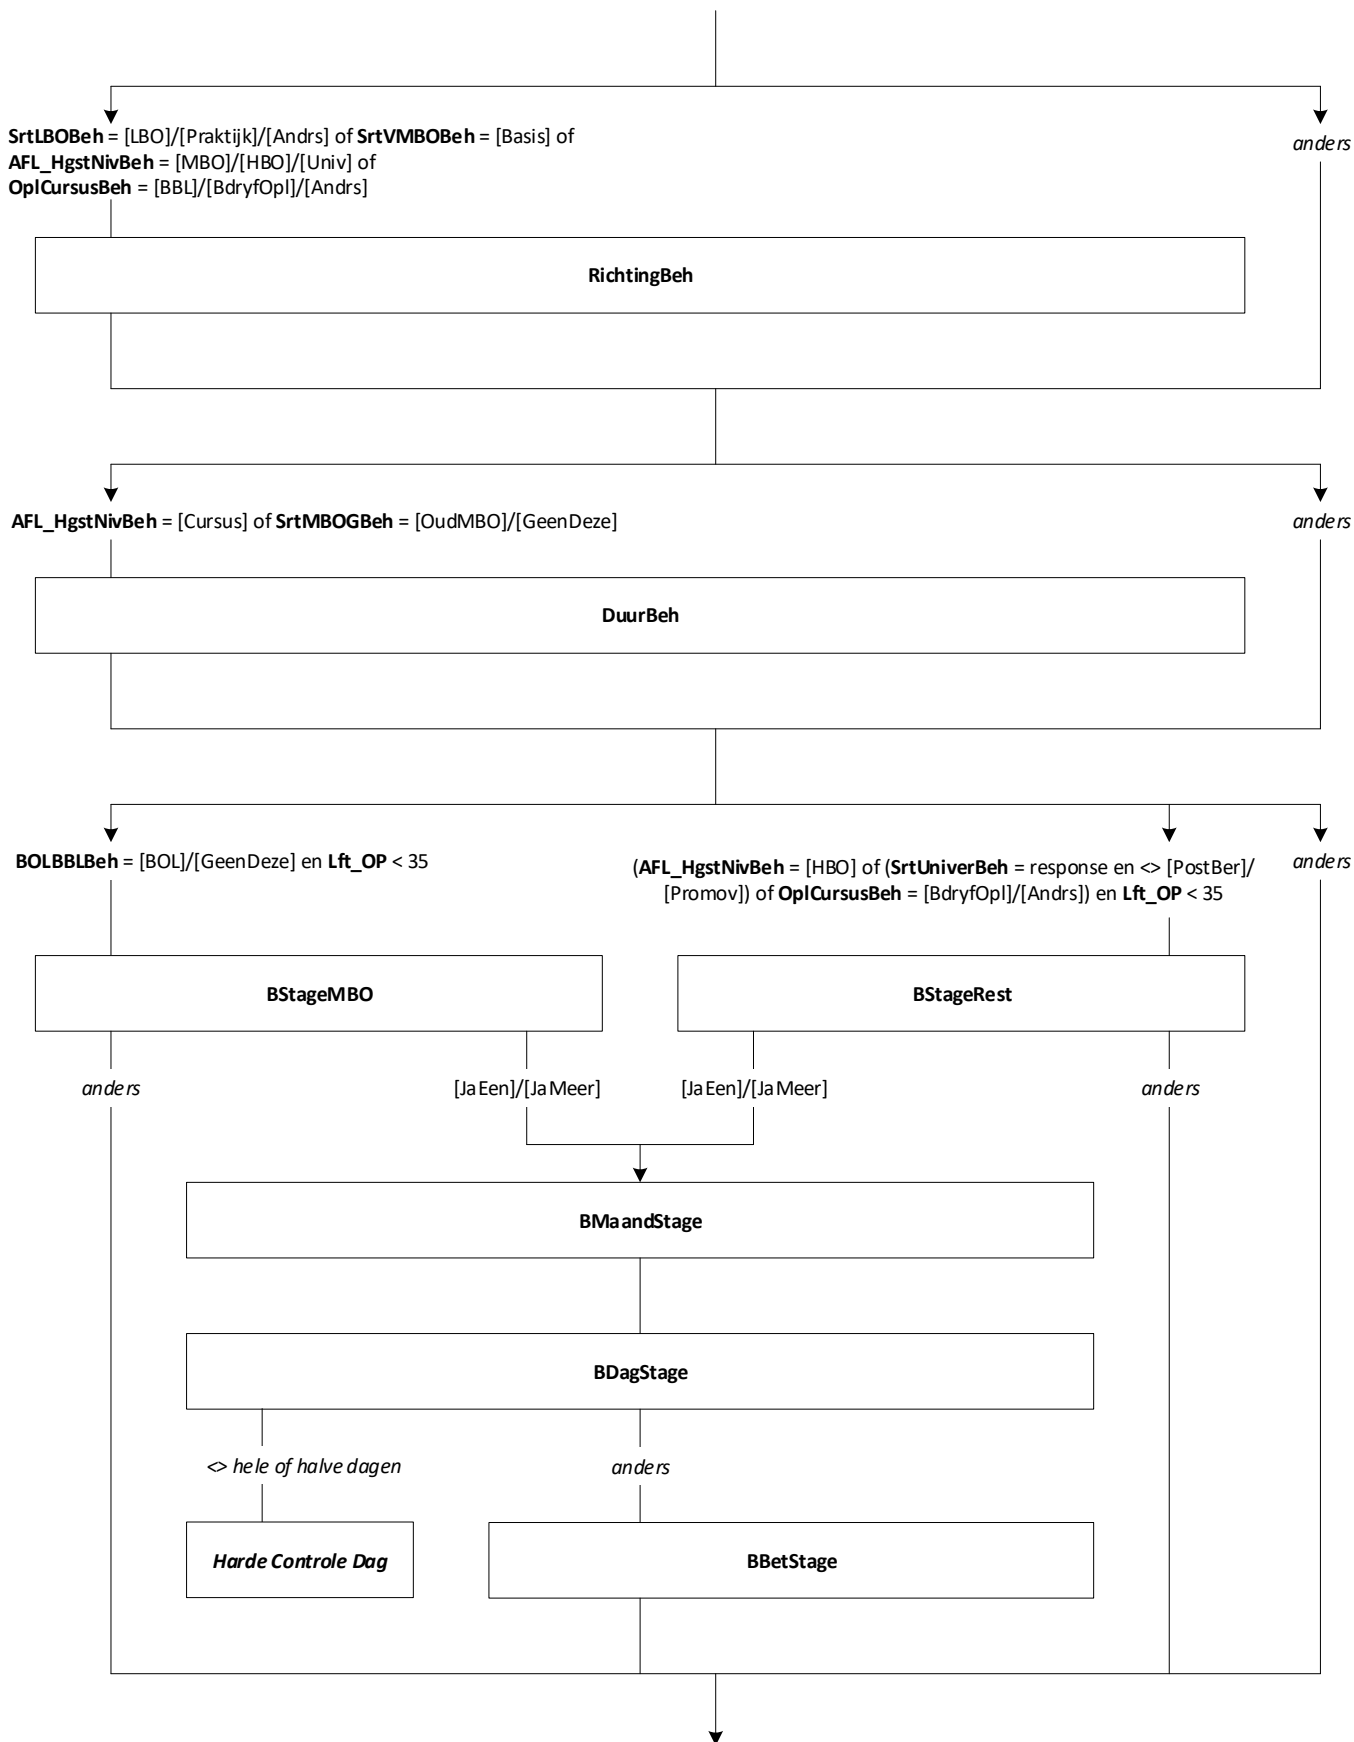 SrtLBOBeh = [LBO]/[Praktijk]/[Andrs] of SrtVMBOBeh = [Basis] of
AFL_HgstNivBeh = [MBO]/[HBO]/[Univ] of
OplCursusBeh = [BBL]/[BdryfOpl]/[Andrs]
anders
RichtingBeh
AFL_HgstNivBeh = [Cursus] of SrtMBOGBeh = [OudMBO]/[GeenDeze]
anders
DuurBeh
BOLBBLBeh = [BOL]/[GeenDeze] en Lft_OP < 35
(AFL_HgstNivBeh = [HBO] of (SrtUniverBeh = response en <> [PostBer]/
[Promov]) of OplCursusBeh = [BdryfOpl]/[Andrs]) en Lft_OP < 35
anders
BStageMBO
BStageRest
anders
[JaEen]/[JaMeer]
[JaEen]/[JaMeer]
anders
BMaandStage
BDagStage
<> hele of halve dagen
anders
Harde Controle Dag
BBetStage